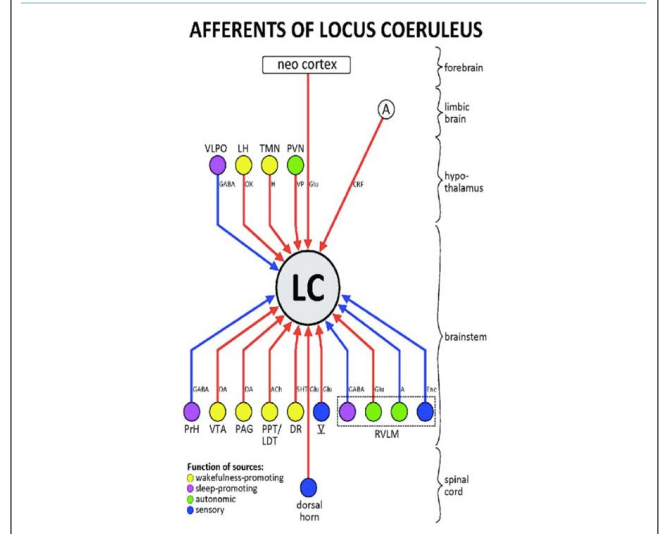 AFFERENTS OF LOCUS COERULEUS
neo cortex
forebrain
A
limbic
brain
VLPO LH TMN PVN
GABA OX H VP Glu CRF
hypo-
thalamus
LC
brainstem
GABA DA DA ACh 5HT Glu Glu GABA Glu A Enc
PrH VTA PAG PPT/
LDT DR V
RVLM
Function of sources:
wakefulness-promoting
sleep-promoting
autonomic
sensory
spinal
cord
dorsal
horn